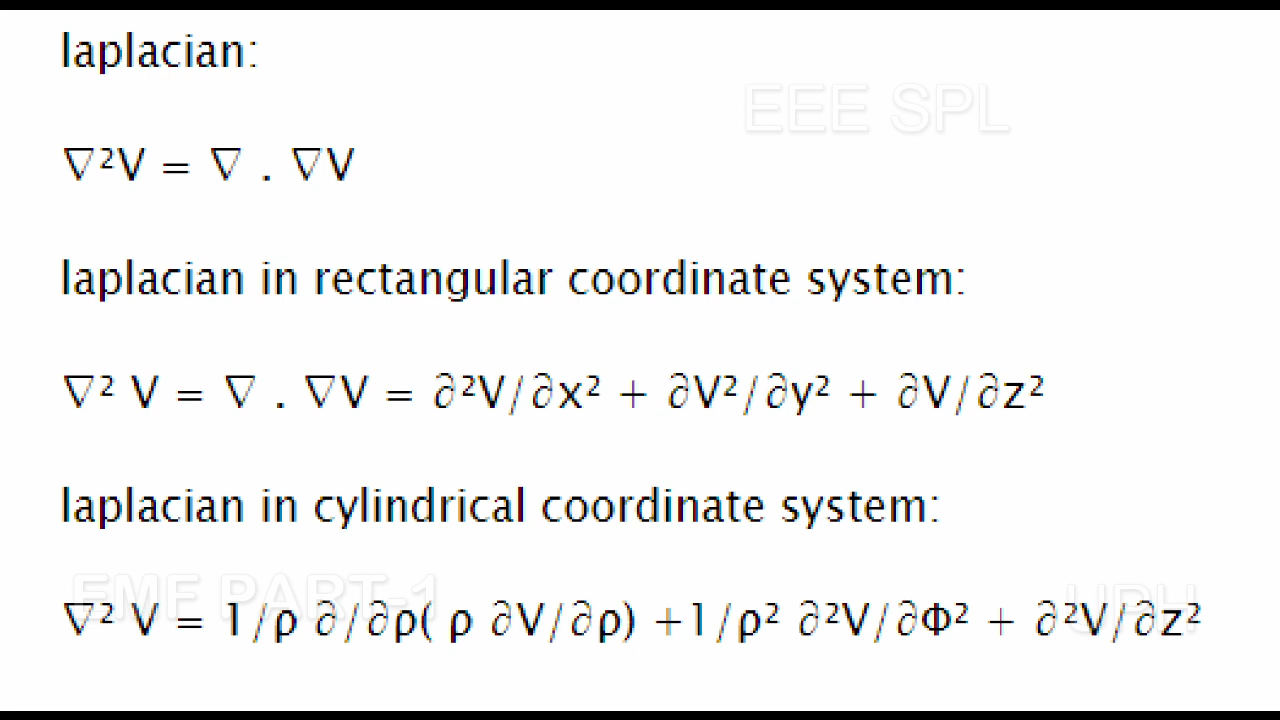 laplacian:
EEE SPL
∇²V = ∇ . ∇V
laplacian in rectangular coordinate system:
∇² V = ∇ . ∇V = ∂²V/∂x² + ∂V²/∂y² + ∂V/∂z²
laplacian in cylindrical coordinate system:
EMF PART-1
∇² V = 1/ρ ∂/∂ρ( ρ ∂V/∂ρ) +1/ρ² ∂²V/∂Φ² + ∂²V/∂z²